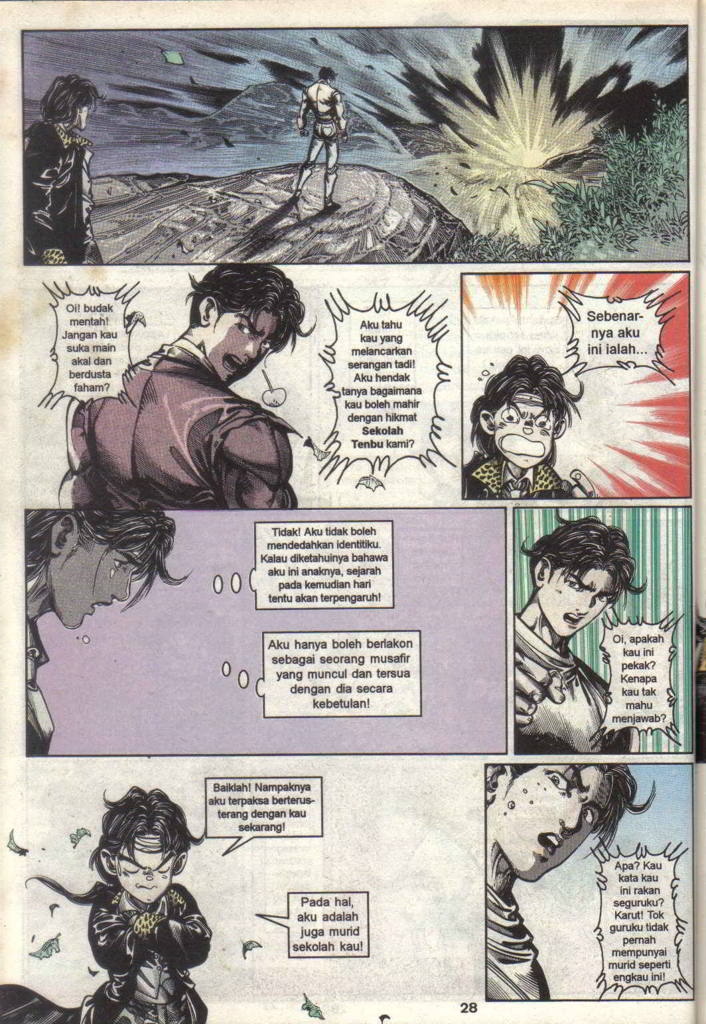 Oi! budak
mentah!
Jangan kau
suka main
akal dan
berdusta
faham?
Aku tahu
kau yang
melancarkan
serangan tadi!
Aku hendak
tanya bagaimana
kau boleh mahir
dengan hikmat
Sekolah
Tenbu kami?
Sebenar-
nya aku
ini ialah...
Tidak! Aku tidak boleh
mendedahkan identitiku.
Kalau diketahuinya bahawa
aku ini anaknya, sejarah
pada kemudian hari
tentu akan terpengaruh!
Aku hanya boleh berlakon
sebagai seorang musafir
yang muncul dan tersua
dengan dia secara
kebetulan!
Oi, apakah
kau ini
pekak?
Kenapa
kau tak
mahu
menjawab?
Baiklah! Nampaknya
aku terpaksa berterus-
terang dengan kau
sekarang!
Pada hal,
aku adalah
juga murid
sekolah kau!
Apa? Kau
kata kau
ini rakan
seguruku?
Karut! Tok
guruku tidak
pernah
mempunyai
murid seperti
engkau ini!
28